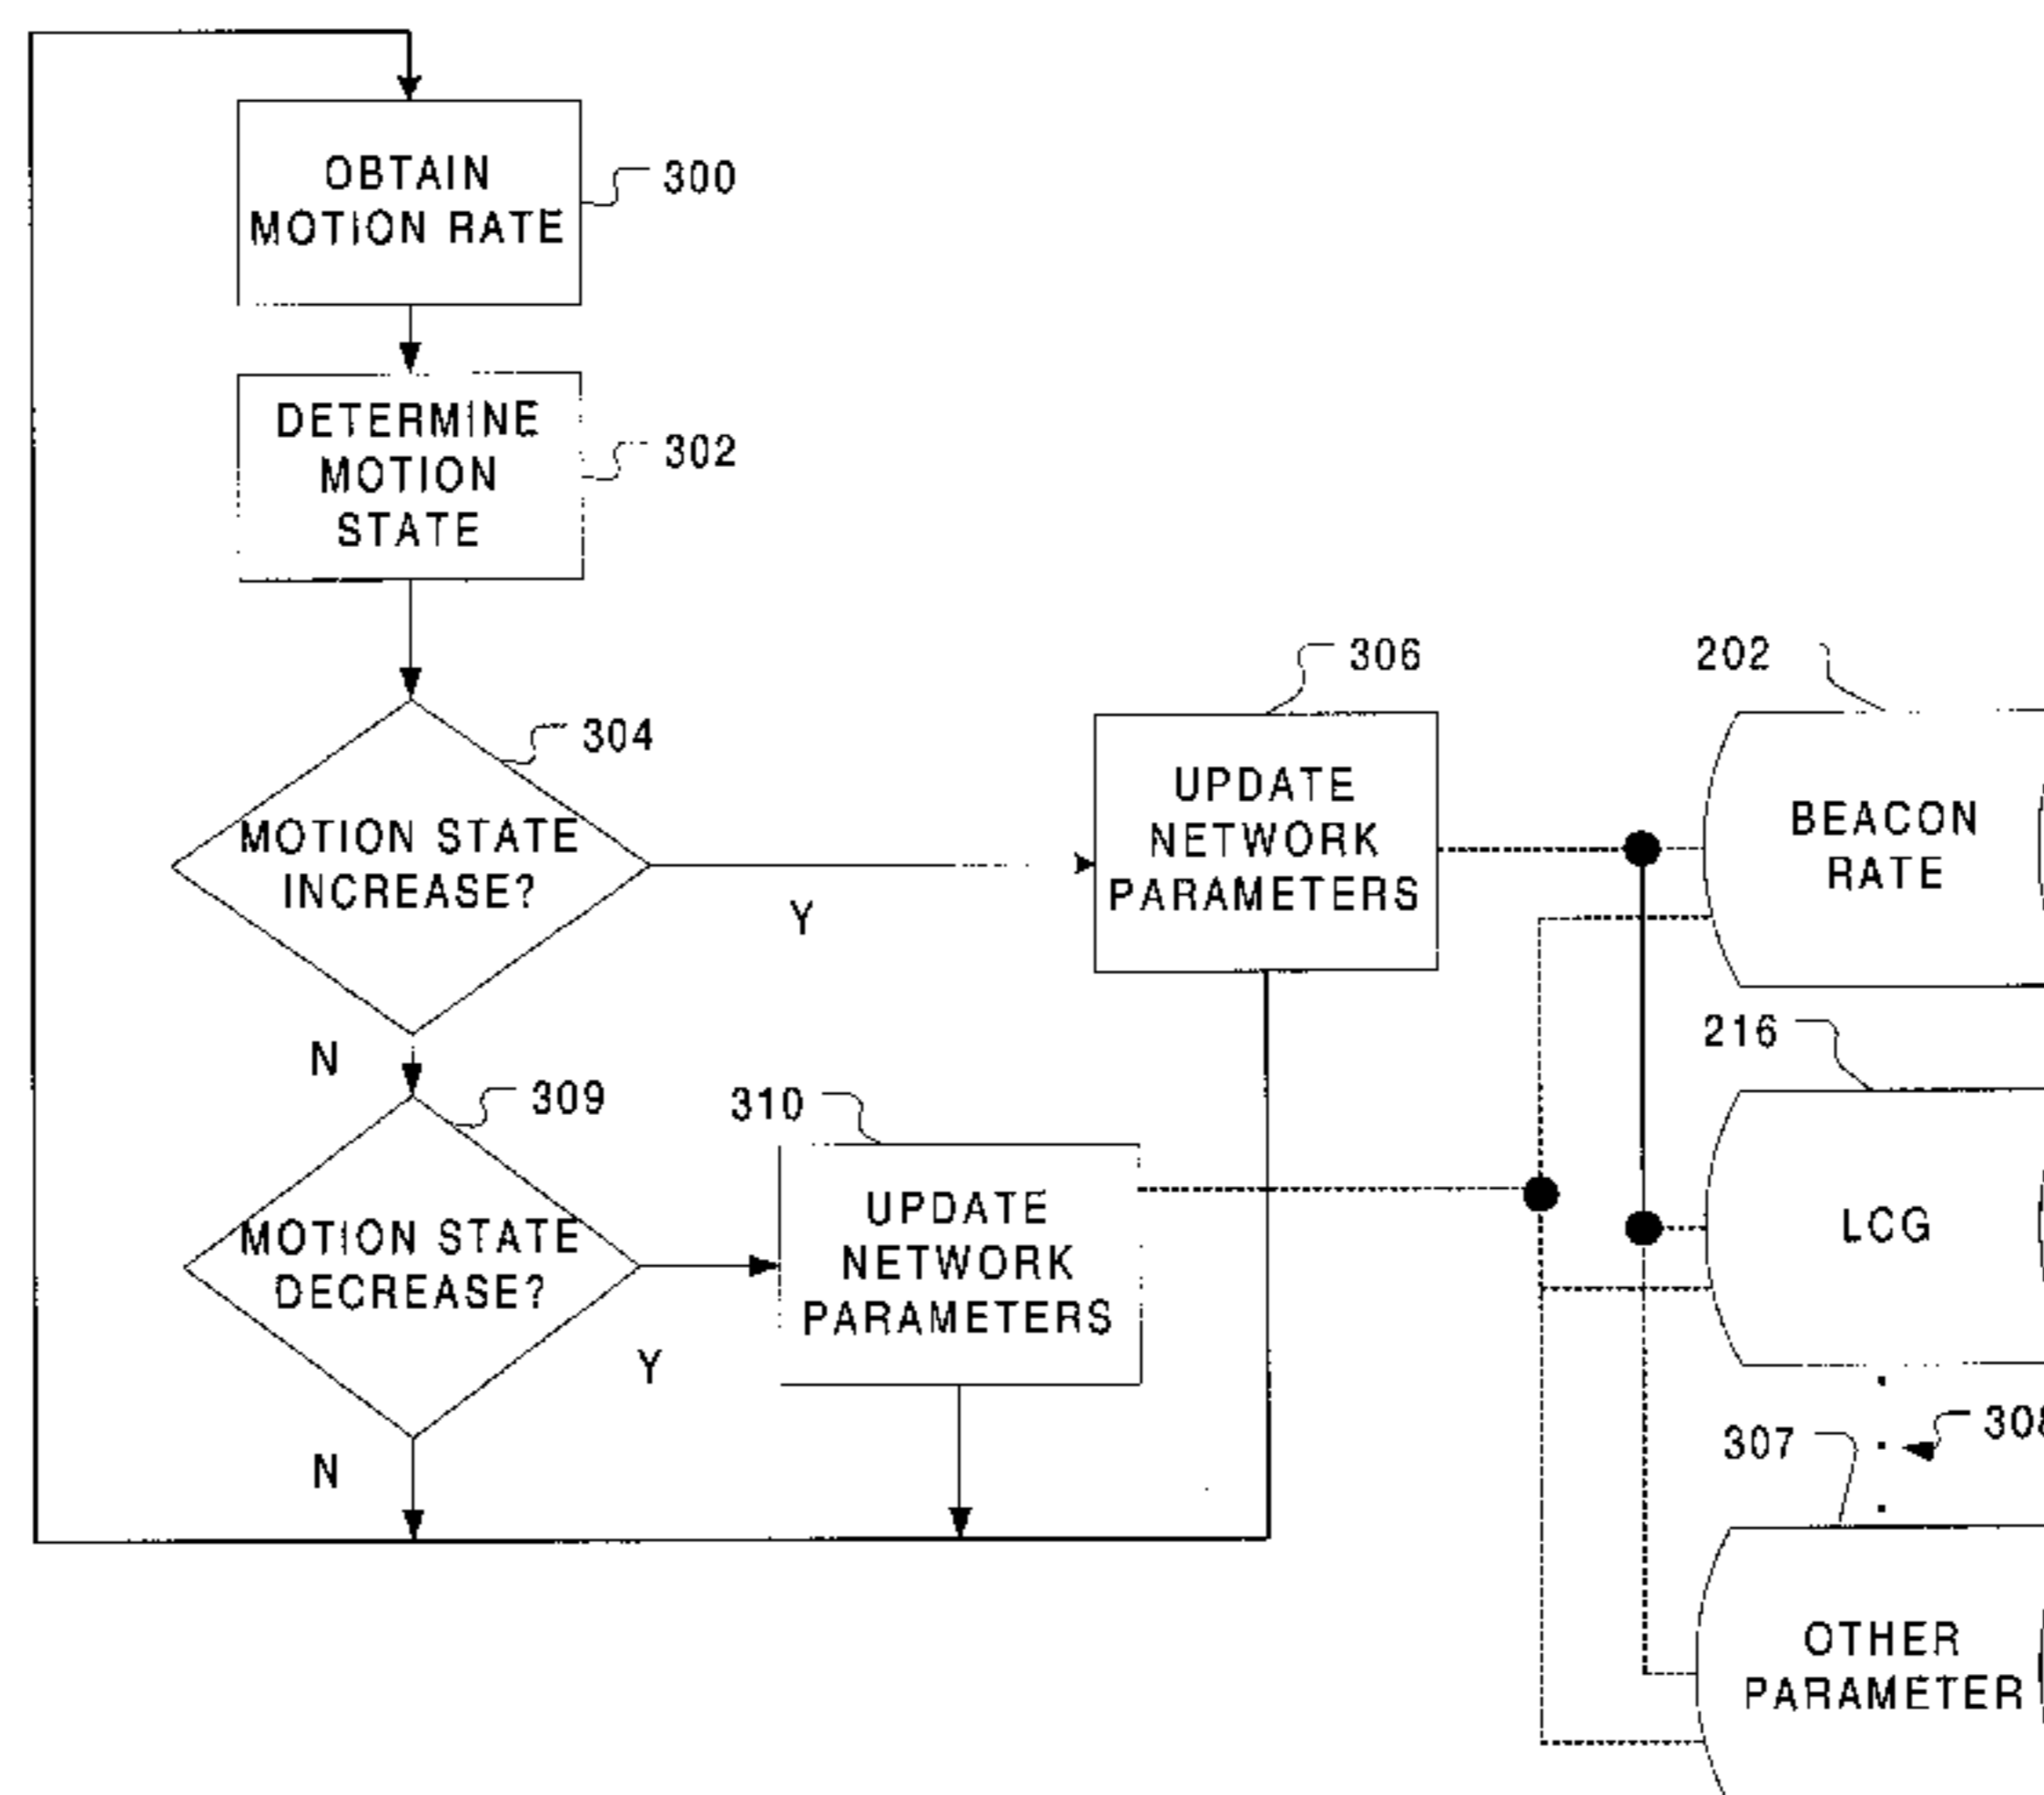 OBTAIN
MOTION RATE
300
DETERMINE
MOTION
STATE
302
304
MOTION STATE
INCREASE?
Y
N
306
UPDATE
NETWORK
PARAMETERS
202
BEACON
RATE
309
MOTION STATE
DECREASE?
Y
N
310
UPDATE
NETWORK
PARAMETERS
216
LCG
307
OTHER
PARAMETER